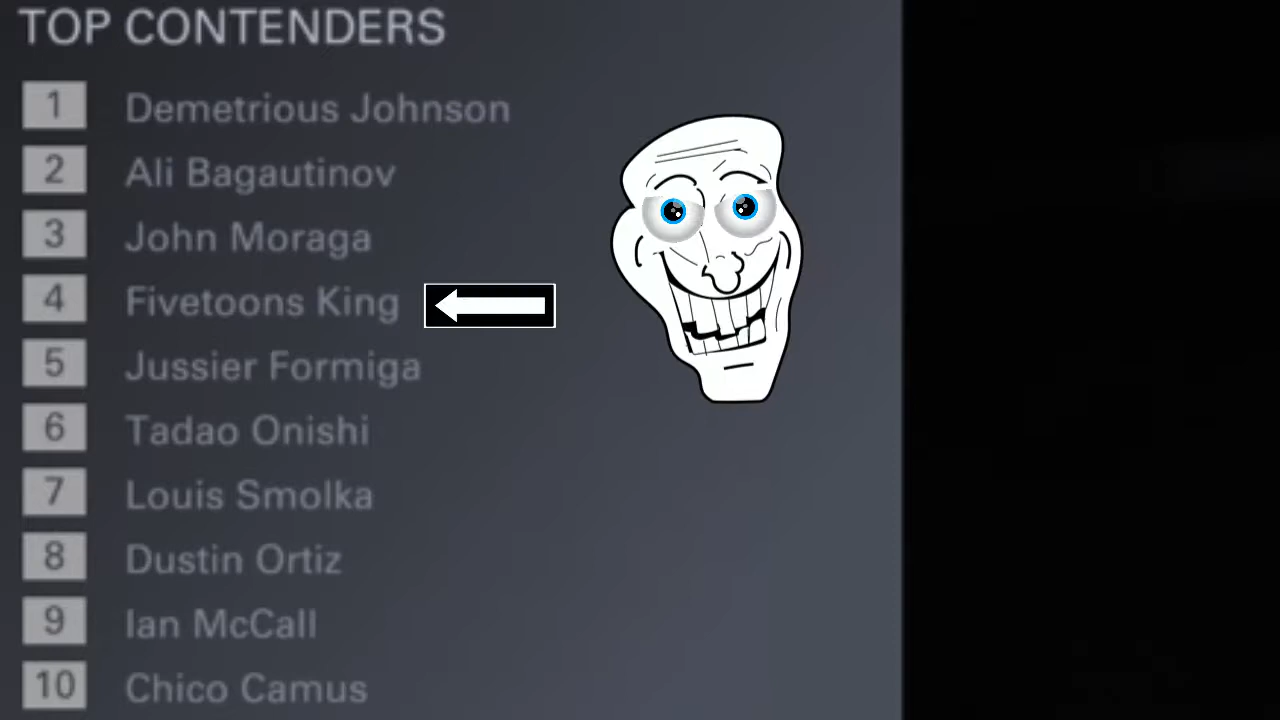 TOP CONTENDERS
1 Demetrious Johnson
2 Ali Bagautinov
3 John Moraga
4 Fivetoons King
5 Jussier Formiga
6 Tadao Onishi
7 Louis Smolka
8 Dustin Ortiz
9 Ian McCall
10 Chico Camus